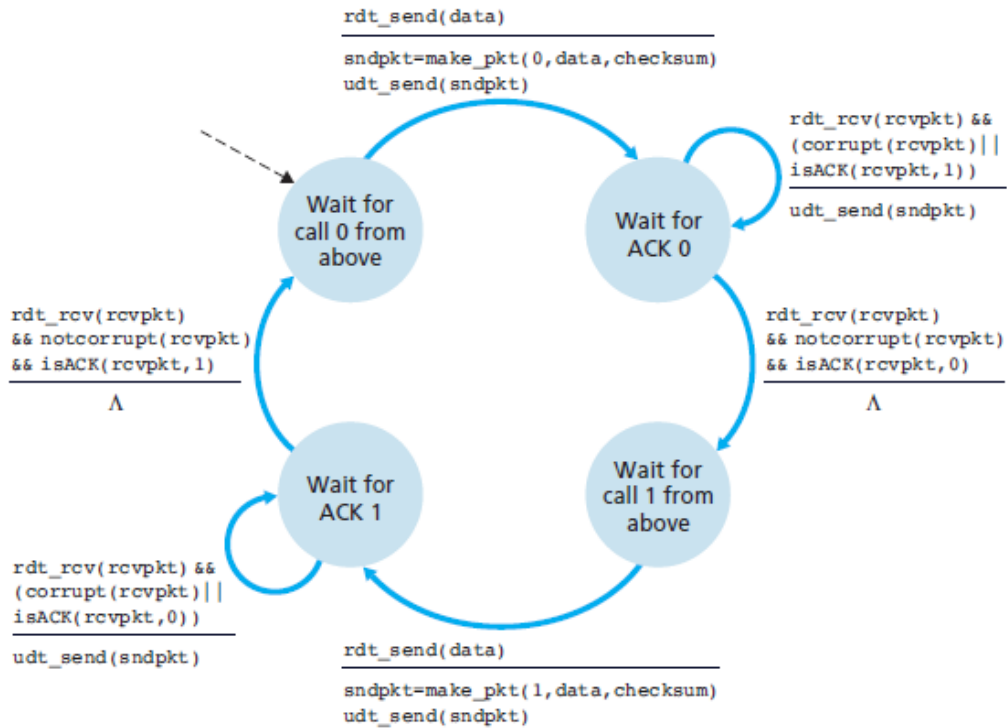 rdt_send(data)
sndpkt=make_pkt(0,data,checksum)
udt_send(sndpkt)
rdt_rcv(rcvpkt) &&
(corrupt(rcvpkt)||
isACK(rcvpkt,1))
udt_send(sndpkt)
Wait for
call 0 from
above
Wait for
ACK 0
rdt_rcv(rcvpkt)
&& notcorrupt(rcvpkt)
&& isACK(rcvpkt,1)
Λ
rdt_rcv(rcvpkt)
&& notcorrupt(rcvpkt)
&& isACK(rcvpkt,0)
Λ
Wait for
ACK 1
Wait for
call 1 from
above
rdt_rcv(rcvpkt) &&
(corrupt(rcvpkt)||
isACK(rcvpkt,0))
udt_send(sndpkt)
rdt_send(data)
sndpkt=make_pkt(1,data,checksum)
udt_send(sndpkt)